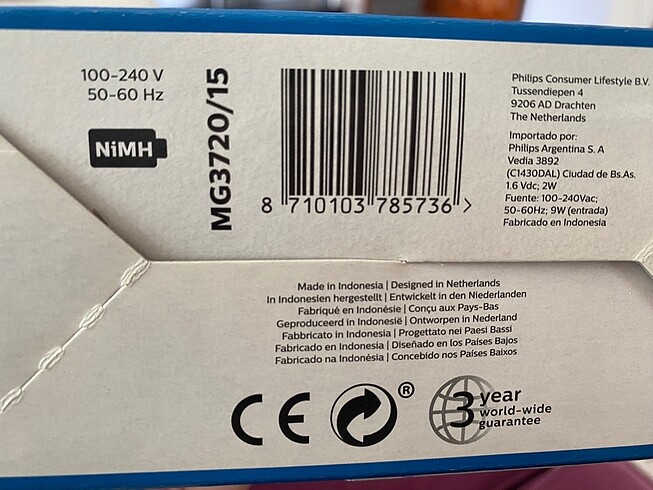 100-240 V
50-60 Hz
NiMH
MG3720/15
8 710103 785736 >
Philips Consumer Lifestyle B.V.
Tussendiepen 4
9206 AD Drachten
The Netherlands
Importado por:
Philips Argentina S. A
Vedia 3892
(C1430DAL) Ciudad de Bs.As.
1.6 Vdc; 2W
Fuente: 100-240Vac;
50-60Hz; 9W (entrada)
Fabricado en Indonesia
Made in Indonesia | Designed in Netherlands
In Indonesien hergestellt | Entwickelt in den Niederlanden
Fabriqué en Indonésie | Conçu aux Pays-Bas
Geproduceerd in Indonesië | Ontworpen in Nederland
Fabbricato in Indonesia | Progettato nei Paesi Bassi
Fabricado en Indonesia | Diseñado en los Países Bajos
Fabricado na Indonésia | Concebido nos Países Baixos
CE ® 3 year
world-wide
guarantee